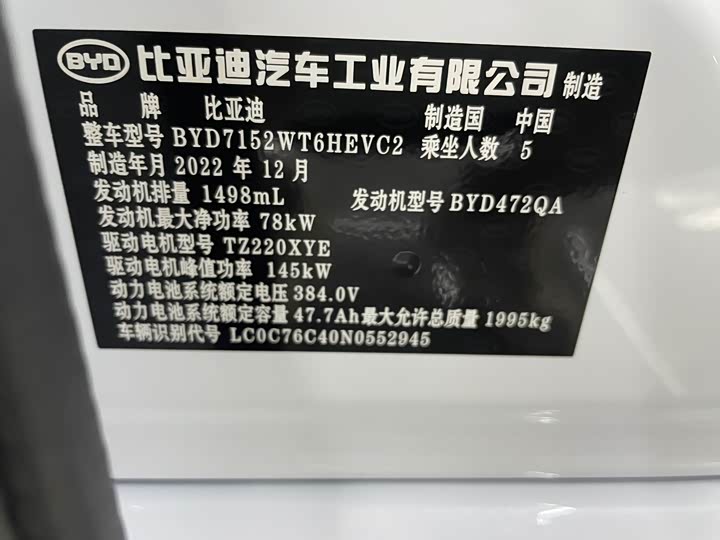 BYD 比亚迪汽车工业有限公司 制造
品 牌 比亚迪 制造国 中国
整车型号 BYD7152WT6HEVC2 乘坐人数 5
制造年月 2022 年 12 月
发动机排量 1498mL 发动机型号 BYD472QA
发动机最大净功率 78kW
驱动电机型号 TZ220XYE
驱动电机峰值功率 145kW
动力电池系统额定电压 384.0V
动力电池系统额定容量 47.7Ah最大允许总质量 1995kg
车辆识别代号 LC0C76C40N0552945